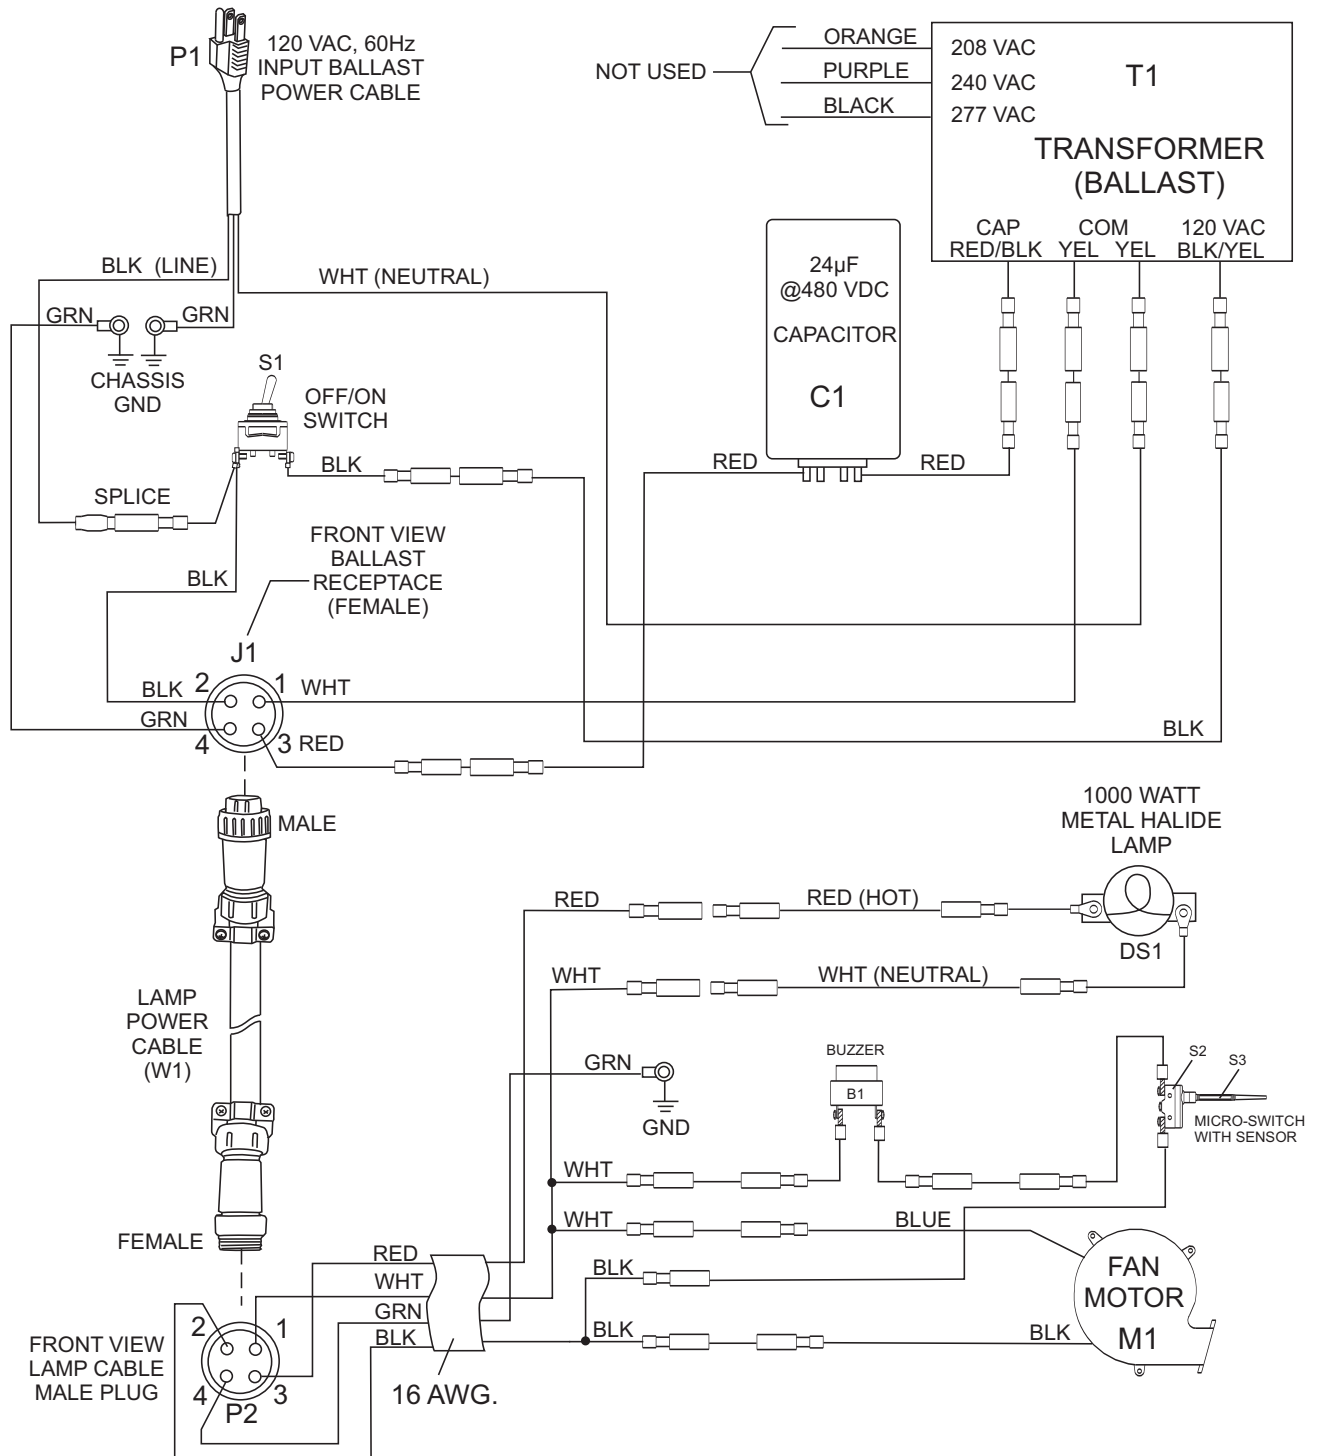 P1
120 VAC, 60Hz
INPUT BALLAST
POWER CABLE
NOT USED
ORANGE
PURPLE
BLACK
208 VAC
240 VAC
277 VAC
T1
TRANSFORMER
(BALLAST)
CAP
RED/BLK
COM
YEL YEL
120 VAC
BLK/YEL
BLK (LINE)
WHT (NEUTRAL)
GRN
GRN
CHASSIS
GND
S1
OFF/ON
SWITCH
24µF
@480 VDC
CAPACITOR
C1
BLK
RED
RED
SPLICE
FRONT VIEW
BALLAST
RECEPTACE
(FEMALE)
BLK
J1
BLK
2
1
WHT
GRN
4
3
RED
BLK
MALE
1000 WATT
METAL HALIDE
LAMP
RED
RED (HOT)
DS1
WHT
WHT (NEUTRAL)
LAMP
POWER
CABLE
(W1)
GRN
GND
BUZZER
B1
S2
S3
MICRO-SWITCH
WITH SENSOR
WHT
WHT
BLUE
FEMALE
RED
WHT
GRN
BLK
BLK
BLK
BLK
FAN
MOTOR
M1
FRONT VIEW
LAMP CABLE
MALE PLUG
2
1
4
3
P2
16 AWG.